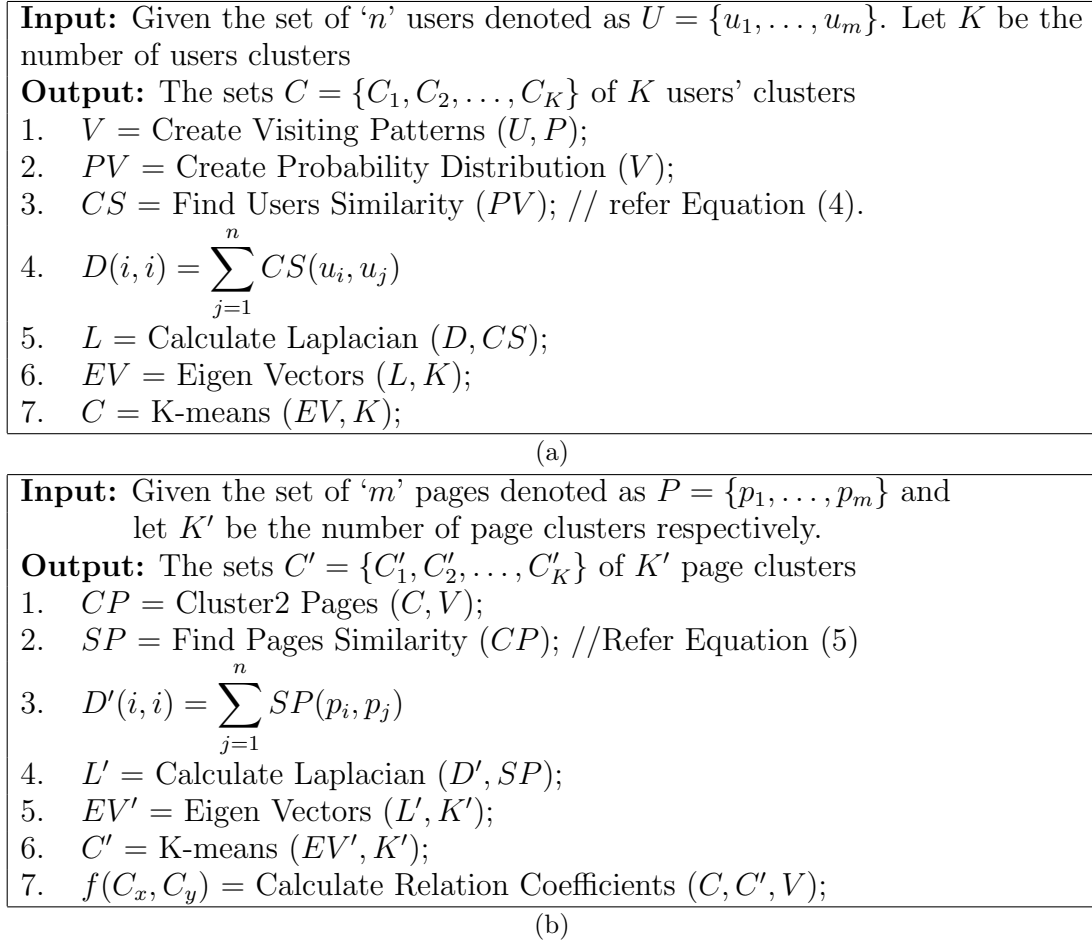 Input: Given the set of ‘n’ users denoted as U = {u_1, . . . , u_m}. Let K be the
number of users clusters
Output: The sets C = {C_1, C_2, . . . , C_K} of K users’ clusters
1. V = Create Visiting Patterns (U, P);
2. PV = Create Probability Distribution (V);
3. CS = Find Users Similarity (PV); // refer Equation (4).
4. D(i, i) = \sum_{j=1}^{n} CS(u_i, u_j)
5. L = Calculate Laplacian (D, CS);
6. EV = Eigen Vectors (L, K);
7. C = K-means (EV, K);
(a)
Input: Given the set of ‘m’ pages denoted as P = {p_1, . . . , p_m} and
let K′ be the number of page clusters respectively.
Output: The sets C′ = {C′_1, C′_2, . . . , C′_K} of K′ page clusters
1. CP = Cluster2 Pages (C, V);
2. SP = Find Pages Similarity (CP); //Refer Equation (5)
3. D′(i, i) = \sum_{j=1}^{n} SP(p_i, p_j)
4. L′ = Calculate Laplacian (D′, SP);
5. EV′ = Eigen Vectors (L′, K′);
6. C′ = K-means (EV′, K′);
7. f(C_x, C_y) = Calculate Relation Coefficients (C, C′, V);
(b)